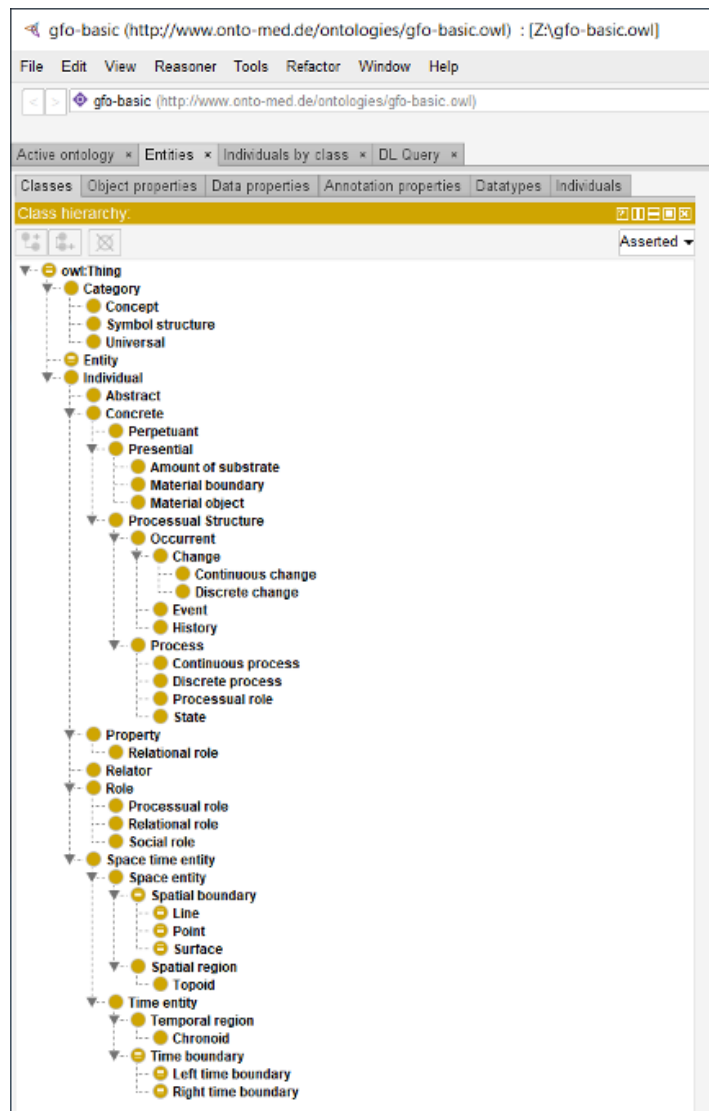 gfo-basic (http://www.onto-med.de/ontologies/gfo-basic.owl) : [Z:\gfo-basic.owl]
File Edit View Reasoner Tools Refactor Window Help
< > gfo-basic (http://www.onto-med.de/ontologies/gfo-basic.owl)
Active ontology × Entities × Individuals by class × DL Query ×
Classes Object properties Data properties Annotation properties Datatypes Individuals
Class hierarchy:
Asserted
owl:Thing
Category
Concept
Symbol structure
Universal
Entity
Individual
Abstract
Concrete
Perpetuant
Presential
Amount of substrate
Material boundary
Material object
Processual Structure
Occurrent
Change
Continuous change
Discrete change
Event
History
Process
Continuous process
Discrete process
Processual role
State
Property
Relational role
Relator
Role
Processual role
Relational role
Social role
Space time entity
Space entity
Spatial boundary
Line
Point
Surface
Spatial region
Topoid
Time entity
Temporal region
Chronoid
Time boundary
Left time boundary
Right time boundary